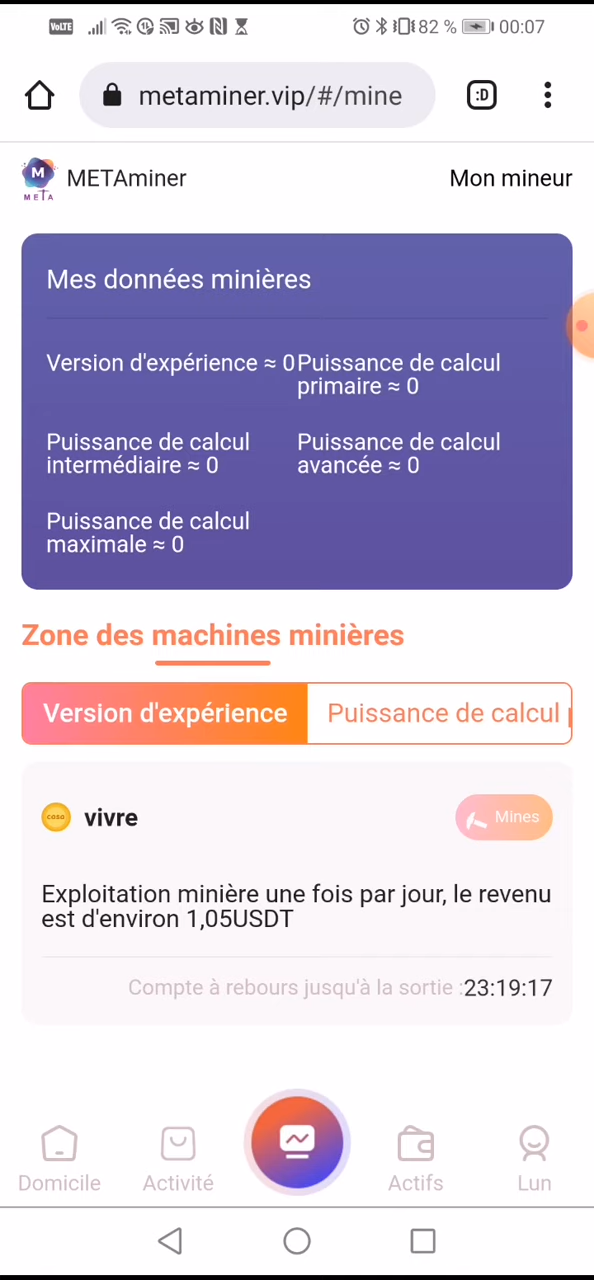 VoLTE 82 % 00:07
metaminer.vip/#/mine :D
M
META
METAminer Mon mineur
Mes données minières
Version d'expérience ≈ 0 Puissance de calcul
primaire ≈ 0
Puissance de calcul Puissance de calcul
intermédiaire ≈ 0 avancée ≈ 0
Puissance de calcul
maximale ≈ 0
Zone des machines minières
Version d'expérience Puissance de calcul
vivre Mines
Exploitation minière une fois par jour, le revenu
est d'environ 1,05USDT
Compte à rebours jusqu'à la sortie :23:19:17
Domicile Activité Actifs Lun